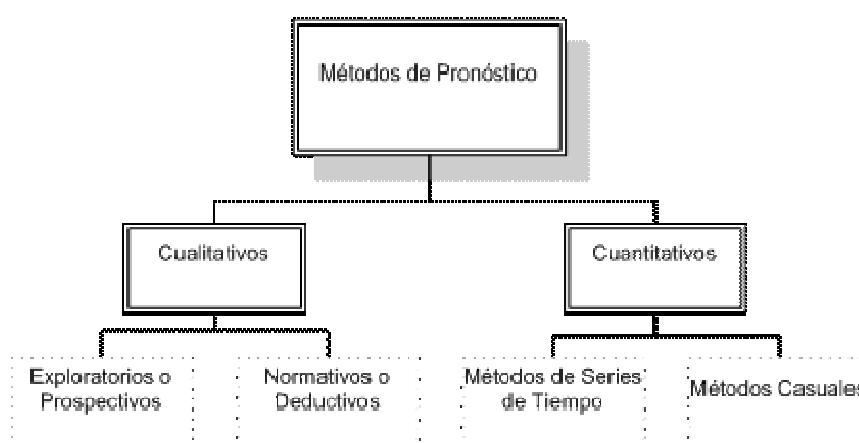 Métodos de Pronóstico
Cualitativos
Cuantitativos
Exploratorios o
Prospectivos
Normativos o
Deductivos
Métodos de Series
de Tiempo
Métodos Casuales